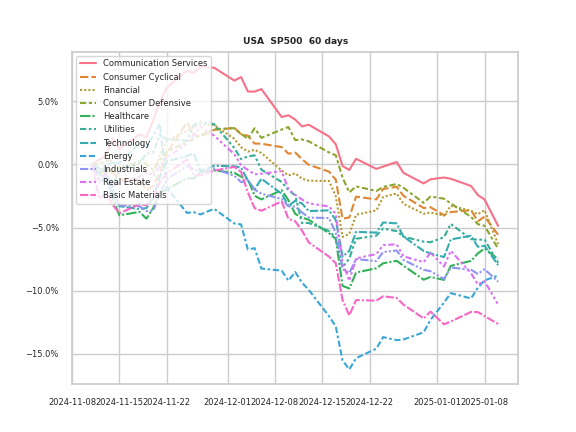 USA  SP500  60 days
Communication Services
Consumer Cyclical
Financial
Consumer Defensive
Healthcare
Utilities
Technology
Energy
Industrials
Real Estate
Basic Materials
5.0%
0.0%
−5.0%
−10.0%
−15.0%
2024-11-08 2024-11-15 2024-11-22 2024-12-01 2024-12-08 2024-12-15 2024-12-22 2025-01-01 2025-01-08